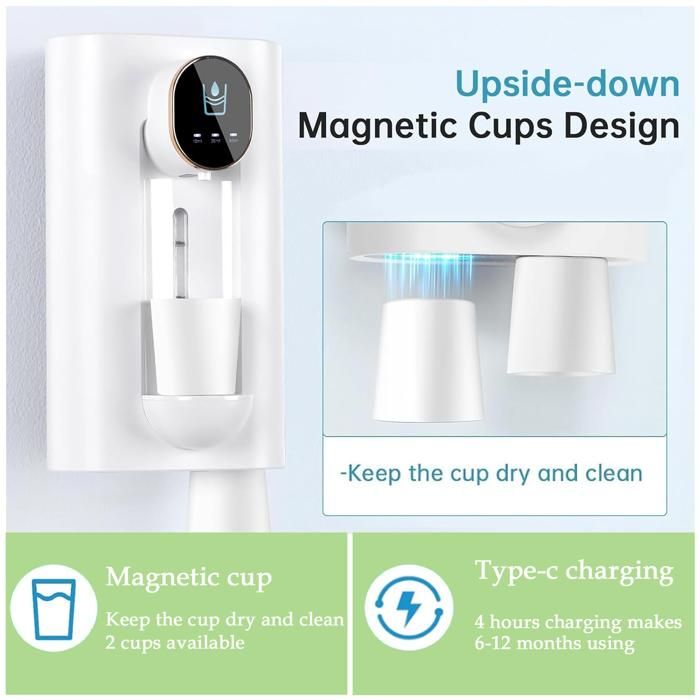 Upside-down
Magnetic Cups Design
-Keep the cup dry and clean
Magnetic cup
Keep the cup dry and clean
2 cups available
Type-c charging
4 hours charging makes
6-12 months using